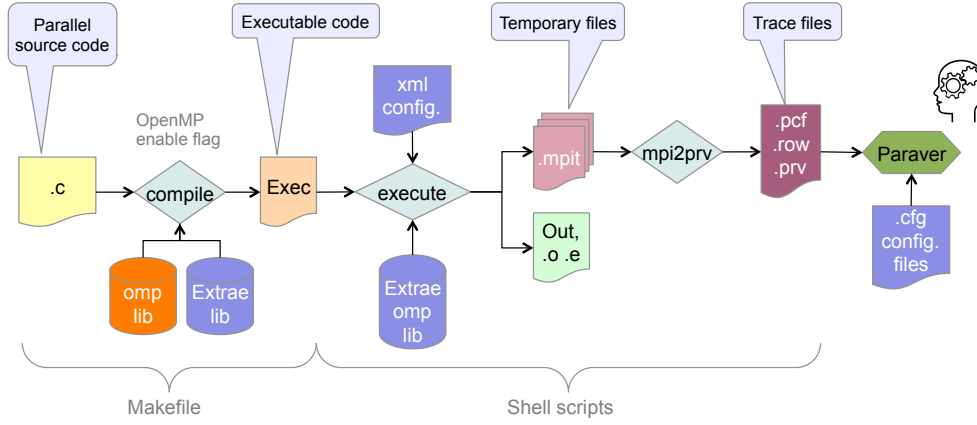 Parallel
source code
Executable code
Temporary files
Trace files
OpenMP
enable flag
xml
config.
.c
compile
Exec
execute
.mpit
mpi2prv
.pcf
.row
.prv
Paraver
omp
lib
Extrae
lib
Extrae
omp
lib
Out,
.o .e
.cfg
config.
files
Makefile
Shell scripts